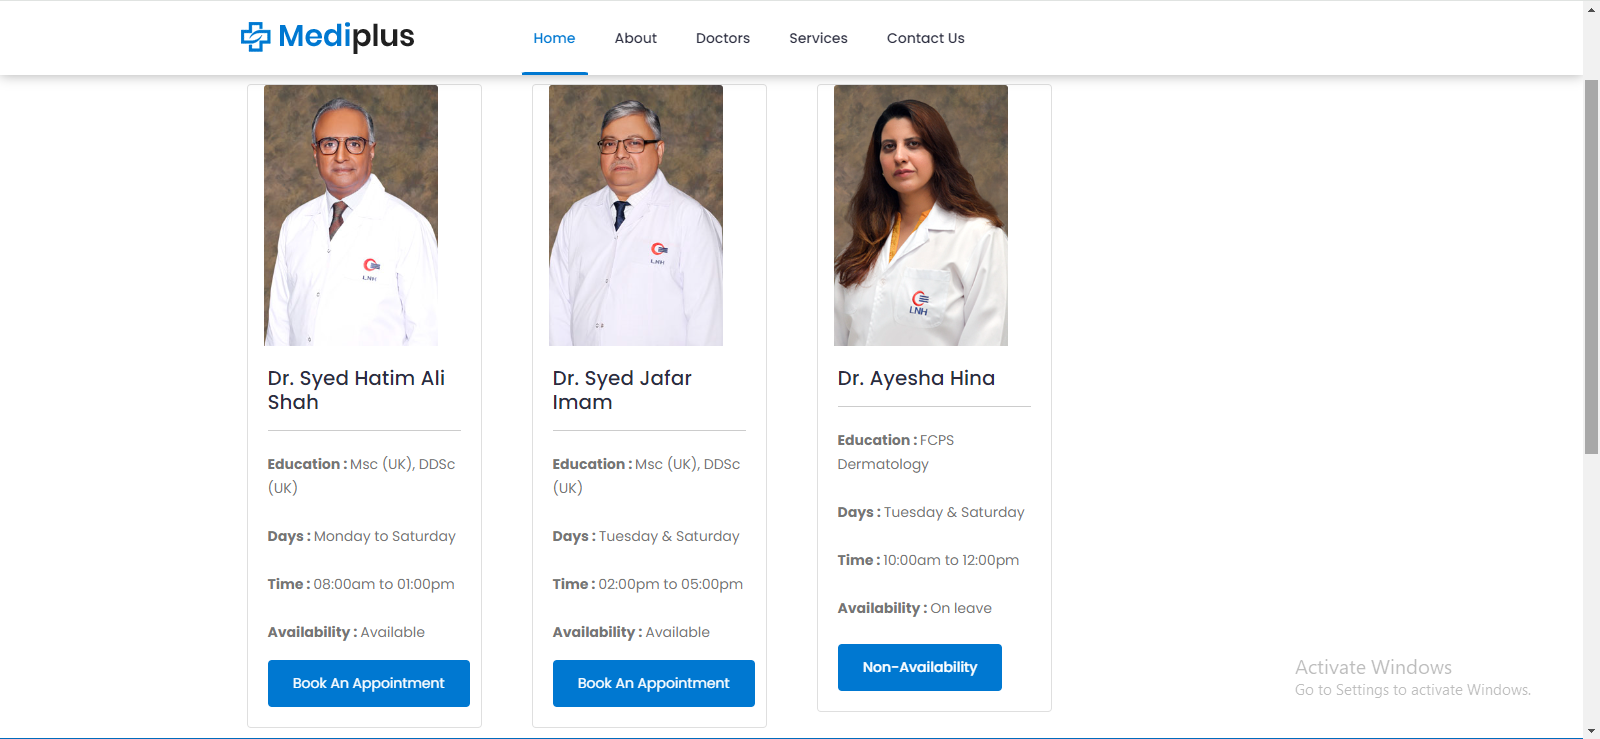 Mediplus
Home About Doctors Services Contact Us
LNH
LNH
LNH
Dr. Syed Hatim Ali
Shah
Education : Msc (UK), DDSc
(UK)
Days : Monday to Saturday
Time : 08:00am to 01:00pm
Availability : Available
Book An Appointment
Dr. Syed Jafar
Imam
Education : Msc (UK), DDSc
(UK)
Days : Tuesday & Saturday
Time : 02:00pm to 05:00pm
Availability : Available
Book An Appointment
Dr. Ayesha Hina
Education : FCPS
Dermatology
Days : Tuesday & Saturday
Time : 10:00am to 12:00pm
Availability : On leave
Non-Availability
Activate Windows
Go to Settings to activate Windows.